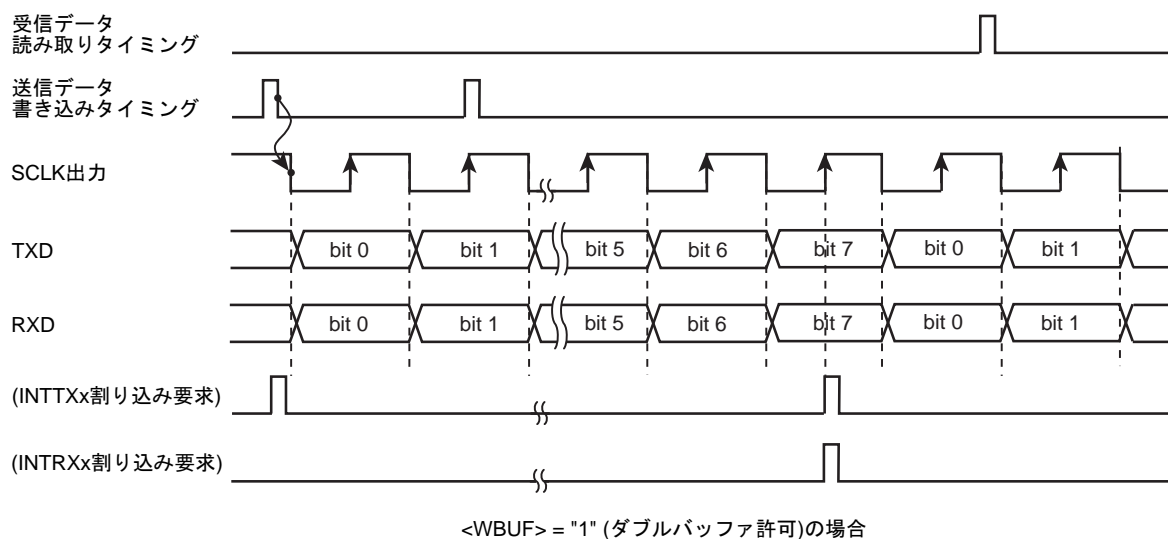 受信データ
読み取りタイミング
送信データ
書き込みタイミング
SCLK出力
TXD
bit 0
bit 1
bit 5
bit 6
bit 7
bit 0
bit 1
RXD
bit 0
bit 1
bit 5
bit 6
bit 7
bit 0
bit 1
(INTTXx割り込み要求)
(INTRXx割り込み要求)
<WBUF> = "1" (ダブルバッファ許可)の場合